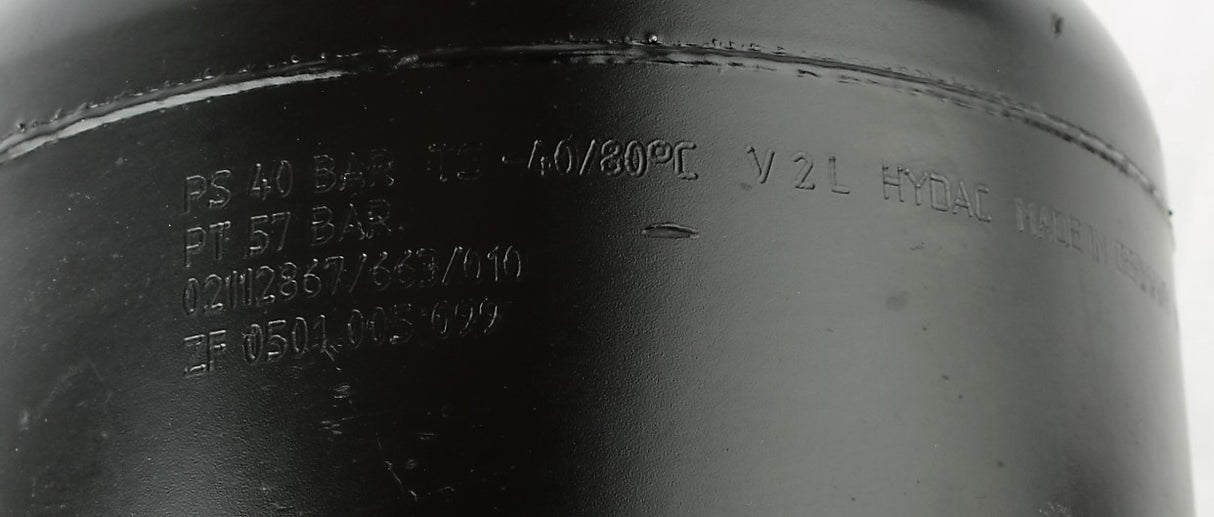 PS 40 BAR TS -40/80°C V 2 L HYDAC MADE IN GERMANY
PT 57 BAR
02112867/663/010
ZF 0501.005.099